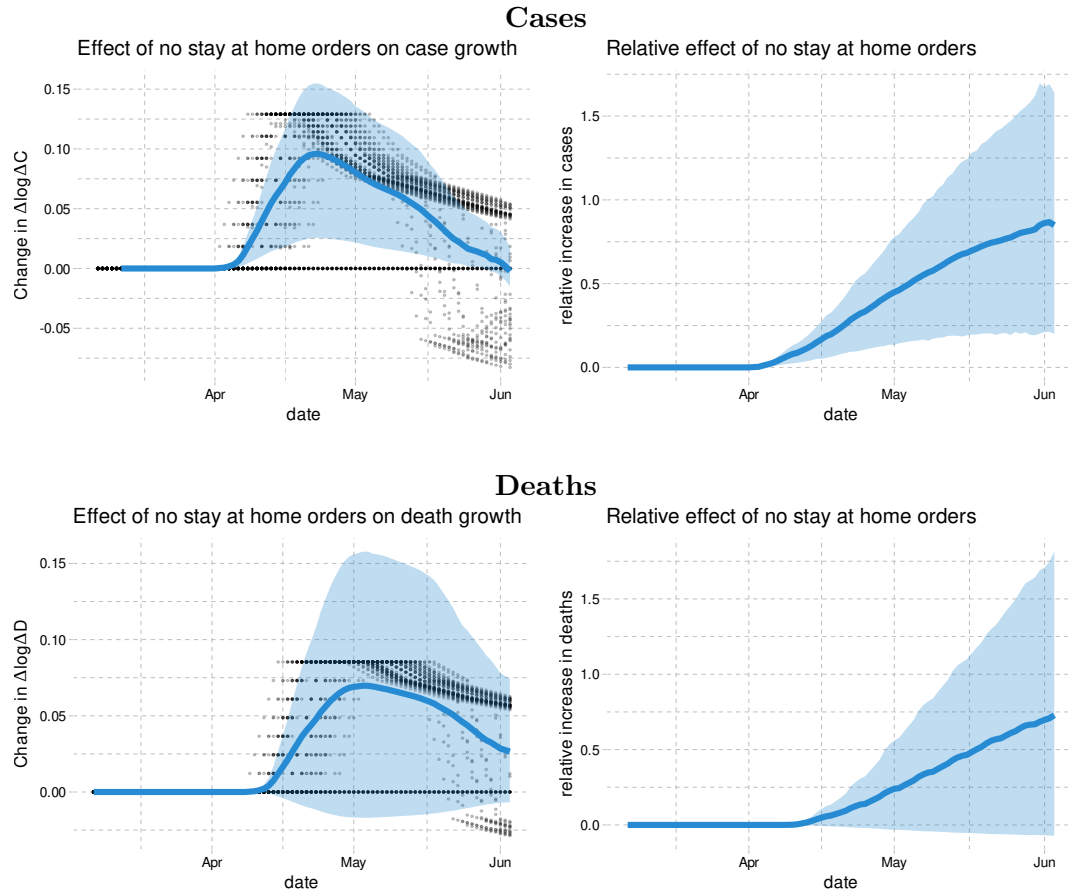 Cases
Effect of no stay at home orders on case growth
Change in ΔlogΔC
0.15
0.10
0.05
0.00
-0.05
Apr
May
Jun
date
Relative effect of no stay at home orders
relative increase in cases
1.5
1.0
0.5
0.0
Apr
May
Jun
date
Deaths
Effect of no stay at home orders on death growth
Change in ΔlogΔD
0.15
0.10
0.05
0.00
Apr
May
Jun
date
Relative effect of no stay at home orders
relative increase in deaths
1.5
1.0
0.5
0.0
Apr
May
Jun
date